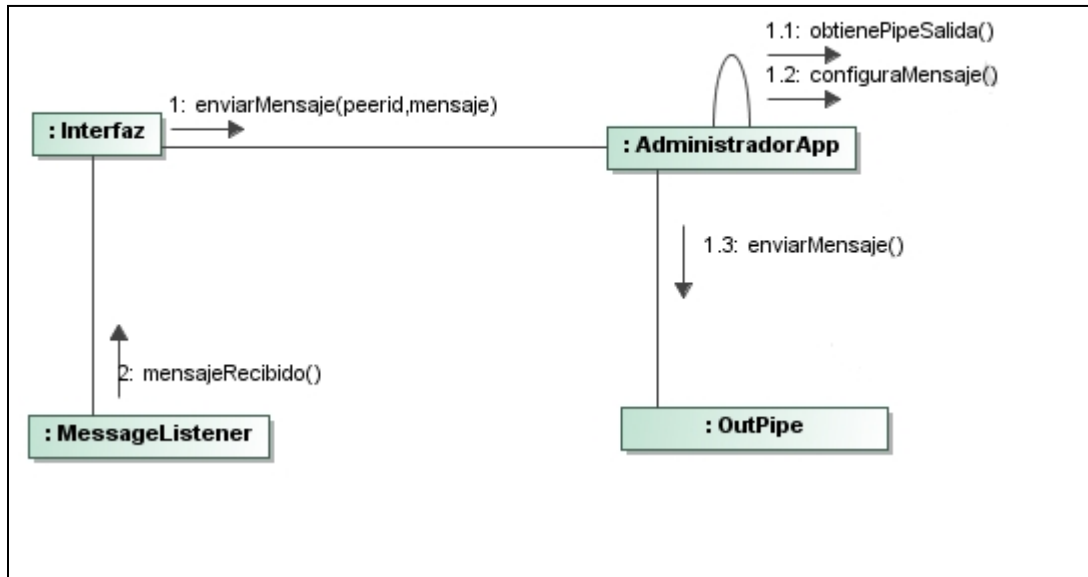 1.1: obtienePipeSalida()
1.2: configuraMensaje()
1: enviarMensaje(peerid,mensaje)
: Interfaz
: AdministradorApp
1.3: enviarMensaje()
2: mensajeRecibido()
: MessageListener
: OutPipe